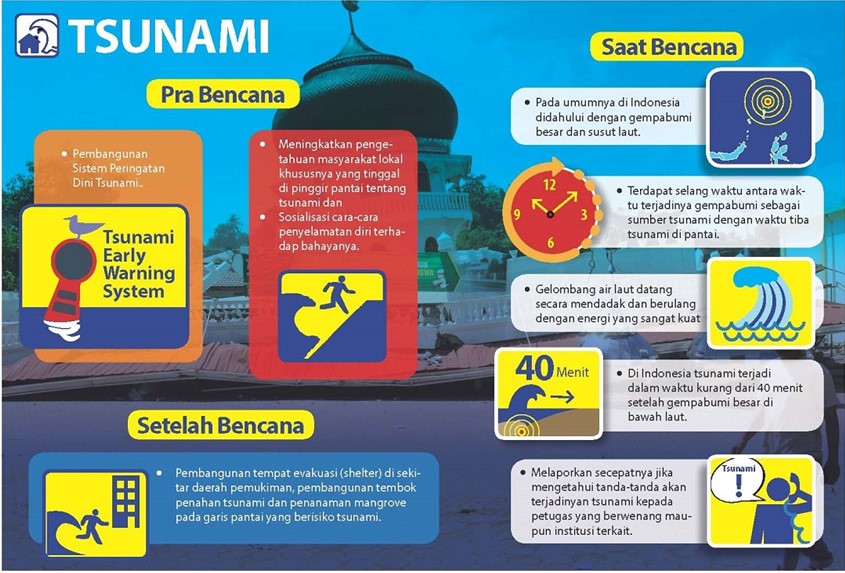 TSUNAMI
Pra Bencana
• Pembangunan
Sistem Peringatan
Dini Tsunami..
Tsunami
Early
Warning
System
• Meningkatkan penge-
tahuan masyarakat lokal
khususnya yang tinggal
di pinggir pantai tentang
tsunami dan
• Sosialisasi cara-cara
penyelamatan diri terha-
dap bahayanya.
Setelah Bencana
• Pembangunan tempat evakuasi (shelter) di seki-
tar daerah pemukiman, pembangunan tembok
penahan tsunami dan penanaman mangrove
pada garis pantai yang berisiko tsunami.
Saat Bencana
• Pada umumnya di Indonesia
didahului dengan gempabumi
besar dan susut laut.
12
9
3
6
• Terdapat selang waktu antara wak-
tu terjadinya gempabumi sebagai
sumber tsunami dengan waktu tiba
tsunami di pantai.
• Gelombang air laut datang
secara mendadak dan berulang
dengan energi yang sangat kuat
40 Menit
• Di Indonesia tsunami terjadi
dalam waktu kurang dari 40 menit
setelah gempabumi besar di
bawah laut.
• Melaporkan secepatnya jika
mengetahui tanda-tanda akan
terjadinyan tsunami kepada
petugas yang berwenang mau-
pun institusi terkait.
Tsunami
!